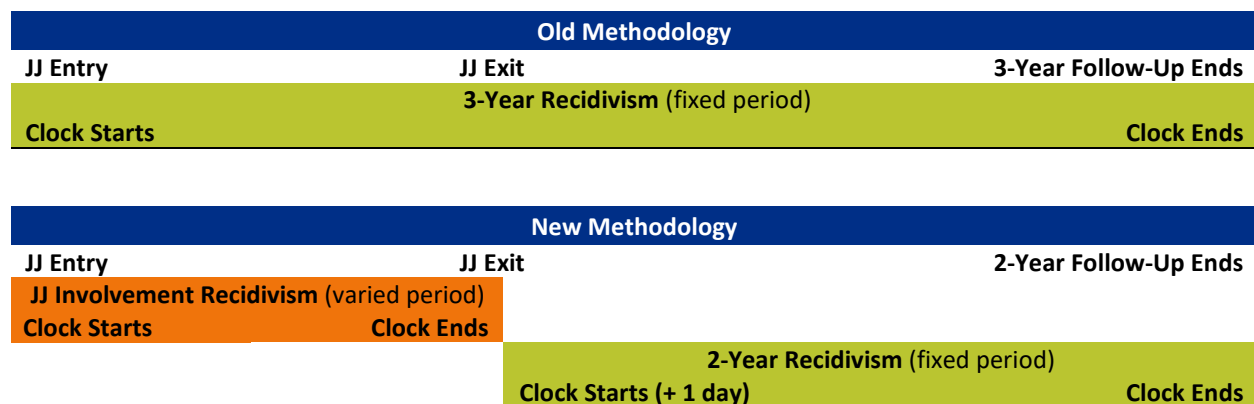 Old Methodology
JJ Entry JJ Exit 3-Year Follow-Up Ends
3-Year Recidivism (fixed period)
Clock Starts Clock Ends
New Methodology
JJ Entry JJ Exit 2-Year Follow-Up Ends
JJ Involvement Recidivism (varied period)
Clock Starts Clock Ends
2-Year Recidivism (fixed period)
Clock Starts (+ 1 day) Clock Ends